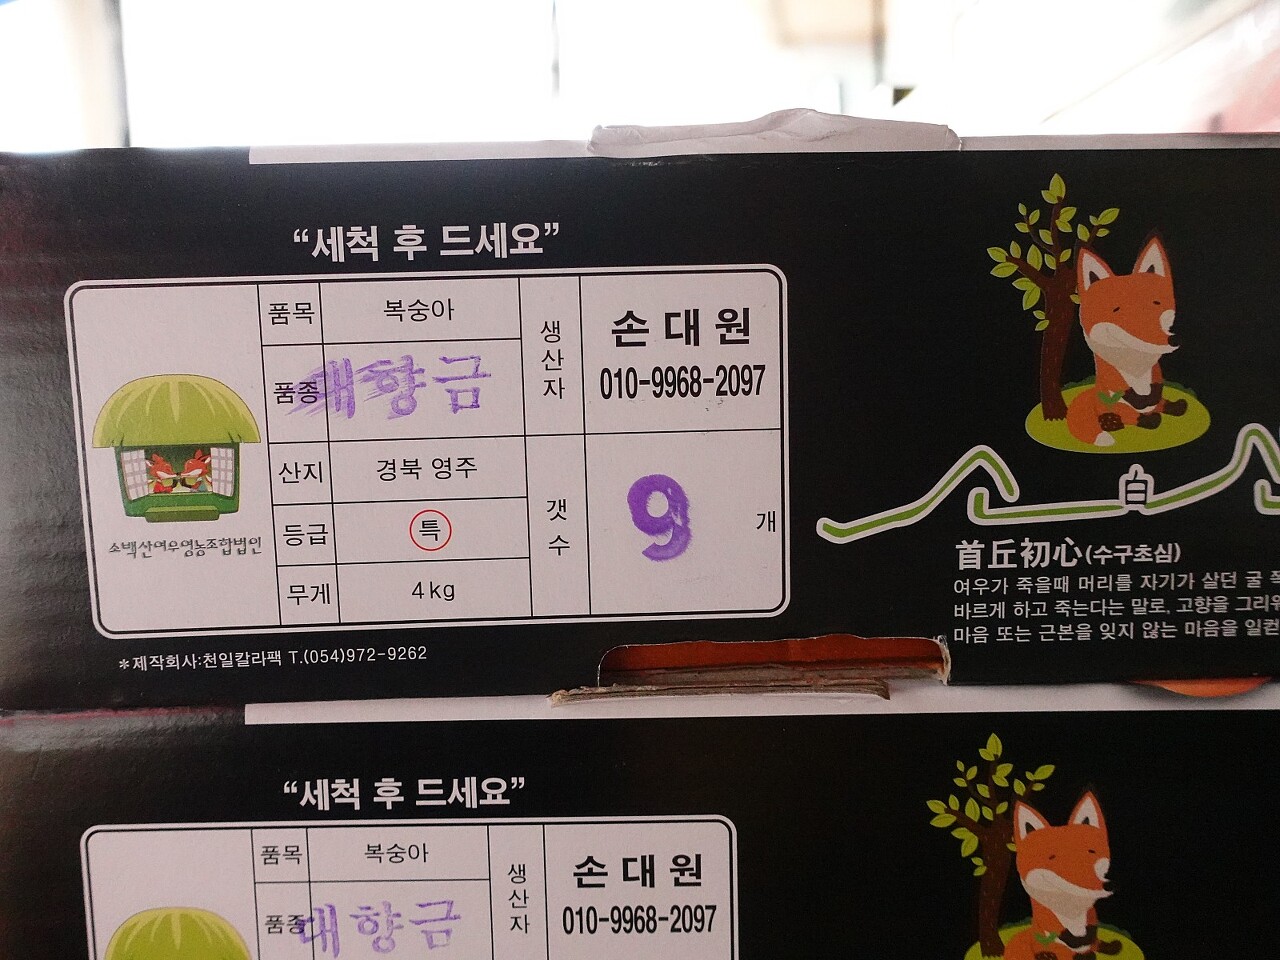 “세척 후 드세요”
품목 복숭아
품종 대향금
산지 경북 영주
등급 특
무게 4kg
생산자 손대원
010-9968-2097
갯수 9 개
소백산여우영농조합법인
*제작회사:천일칼라팩 T.(054)972-9262
白
首丘初心(수구초심)
여우가 죽을때 머리를 자기가 살던 굴
바르게 하고 죽는다는 말로, 고향을
마음 또는 근본을 잊지 않는 마음을
“세척 후 드세요”
품목 복숭아
품종 대향금
생산자 손대원
010-9968-2097